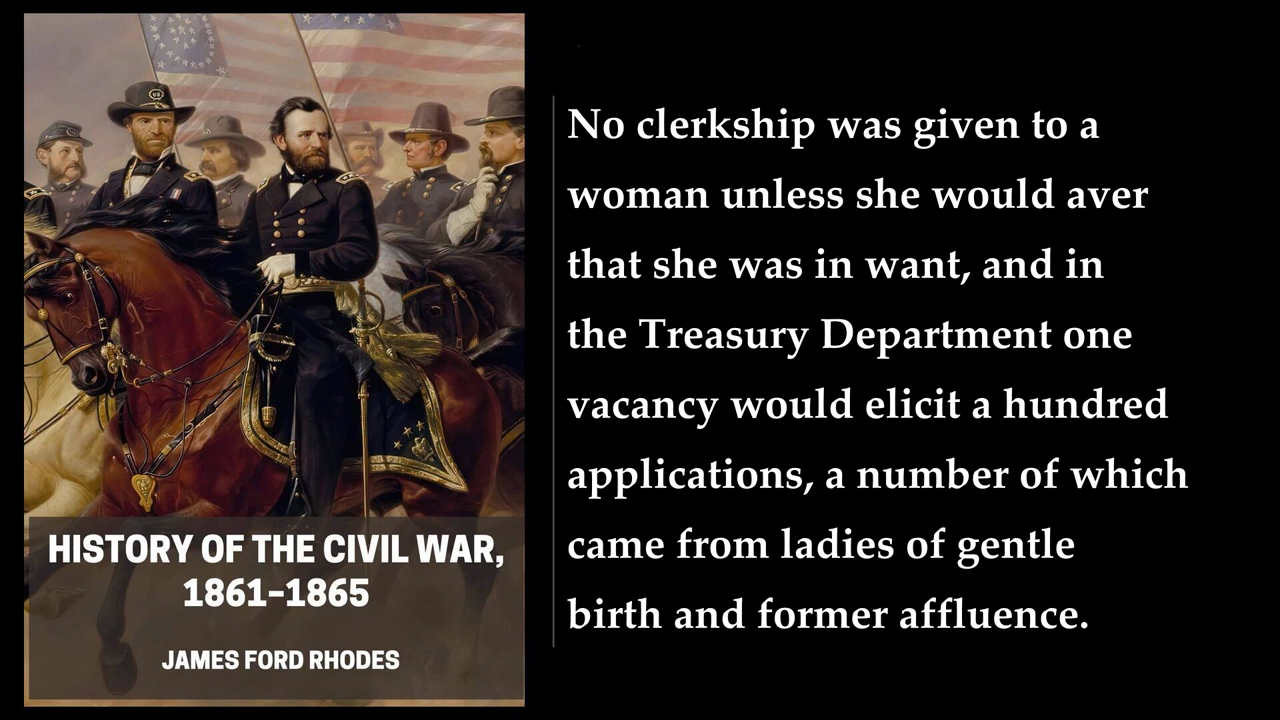 HISTORY OF THE CIVIL WAR,
1861–1865
JAMES FORD RHODES
No clerkship was given to a
woman unless she would aver
that she was in want, and in
the Treasury Department one
vacancy would elicit a hundred
applications, a number of which
came from ladies of gentle
birth and former affluence.